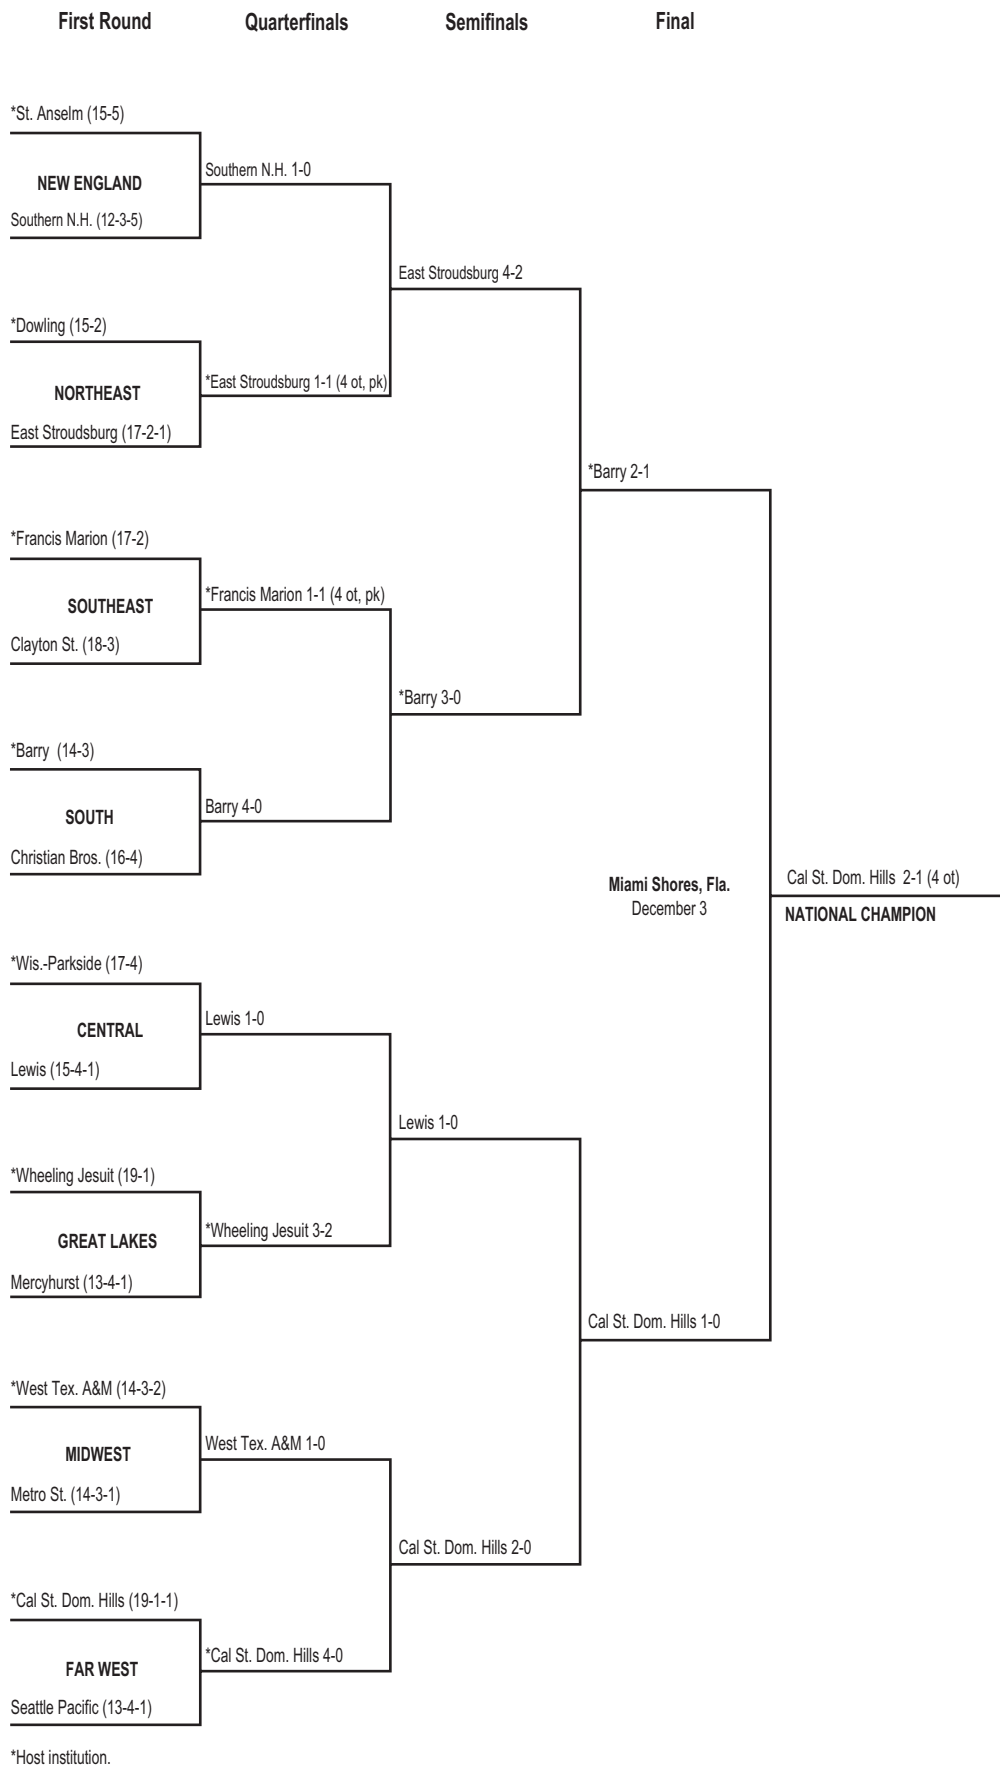 First Round Quarterfinals Semifinals Final
*St. Anselm (15-5)
Southern N.H. 1-0
NEW ENGLAND
Southern N.H. (12-3-5)
East Stroudsburg 4-2
*Dowling (15-2)
*East Stroudsburg 1-1 (4 ot, pk)
NORTHEAST
East Stroudsburg (17-2-1)
*Barry 2-1
*Francis Marion (17-2)
*Francis Marion 1-1 (4 ot, pk)
SOUTHEAST
Clayton St. (18-3)
*Barry 3-0
*Barry  (14-3)
Barry 4-0
SOUTH
Christian Bros. (16-4)
Miami Shores, Fla.
December 3
Cal St. Dom. Hills  2-1 (4 ot)
NATIONAL CHAMPION
*Wis.-Parkside (17-4)
Lewis 1-0
CENTRAL
Lewis (15-4-1)
Lewis 1-0
*Wheeling Jesuit (19-1)
*Wheeling Jesuit 3-2
GREAT LAKES
Mercyhurst (13-4-1)
Cal St. Dom. Hills 1-0
*West Tex. A&M (14-3-2)
West Tex. A&M 1-0
MIDWEST
Metro St. (14-3-1)
Cal St. Dom. Hills 2-0
*Cal St. Dom. Hills (19-1-1)
*Cal St. Dom. Hills 4-0
FAR WEST
Seattle Pacific (13-4-1)
*Host institution.